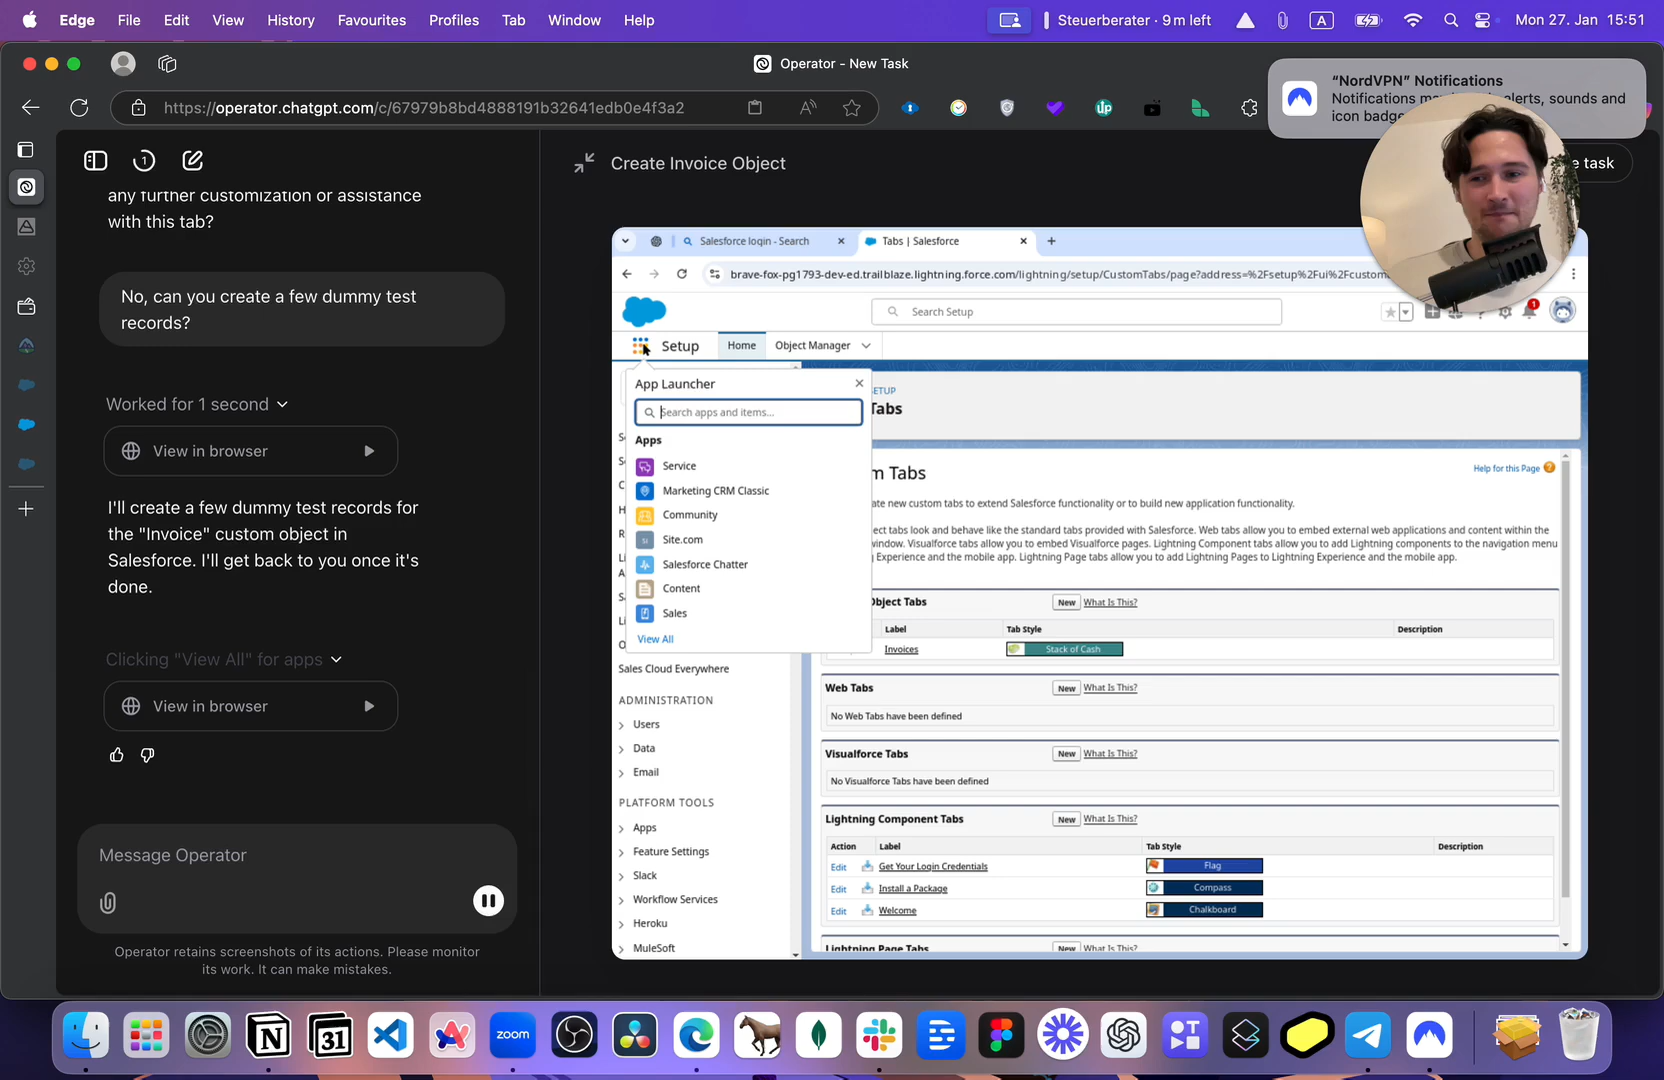 Edge File Edit View History Favourites Profiles Tab Window Help
Steuerberater · 9 m left
A
Mon 27. Jan 15:51
Operator - New Task
"NordVPN" Notifications
alerts, sounds and
icon
https://operator.chatgpt.com/c/67979b8bd4888191b32641edb0e4f3a2
up
1
any further customization or assistance
with this tab?
No, can you create a few dummy test
records?
Worked for 1 second
View in browser
I'll create a few dummy test records for
the "Invoice" custom object in
Salesforce. I'll get back to you once it's
done.
Clicking "View All" for apps
View in browser
Message Operator
Operator retains screenshots of its actions. Please monitor
its work. It can make mistakes.
Create Invoice Object
task
Salesforce login - Search
Tabs | Salesforce
brave-fox-pg1793-dev-ed.trailblaze.lightning.force.com/lightning/setup/CustomTabs/page?address=%2Fsetup%2Fui%2Fcustom
Search Setup
1
Setup Home Object Manager
App Launcher
Search apps and items...
Apps
Service
Marketing CRM Classic
Community
Site.com
Salesforce Chatter
Content
Sales
View All
Sales Cloud Everywhere
ADMINISTRATION
Users
Data
Email
PLATFORM TOOLS
Apps
Feature Settings
Slack
Workflow Services
Heroku
MuleSoft
SETUP
Tabs
m Tabs
Help for this Page
ate new custom tabs to extend Salesforce functionality or to build new application functionality.
ect tabs look and behave like the standard tabs provided with Salesforce. Web tabs allow you to embed external web applications and content within the
window. Visualforce tabs allow you to embed Visualforce pages. Lightning Component tabs allow you to add Lightning components to the navigation menu
g Experience and the mobile app. Lightning Page tabs allow you to add Lightning Pages to Lightning Experience and the mobile app.
Object Tabs New What Is This?
Label Tab Style Description
Invoices Stack of Cash
Web Tabs New What Is This?
No Web Tabs have been defined
Visualforce Tabs New What Is This?
No Visualforce Tabs have been defined
Lightning Component Tabs New What Is This?
Action Label Tab Style Description
Edit Get Your Login Credentials Flag
Edit Install a Package Compass
Edit Welcome Chalkboard
Lightning Page Tabs New What Is This?
31
zoom